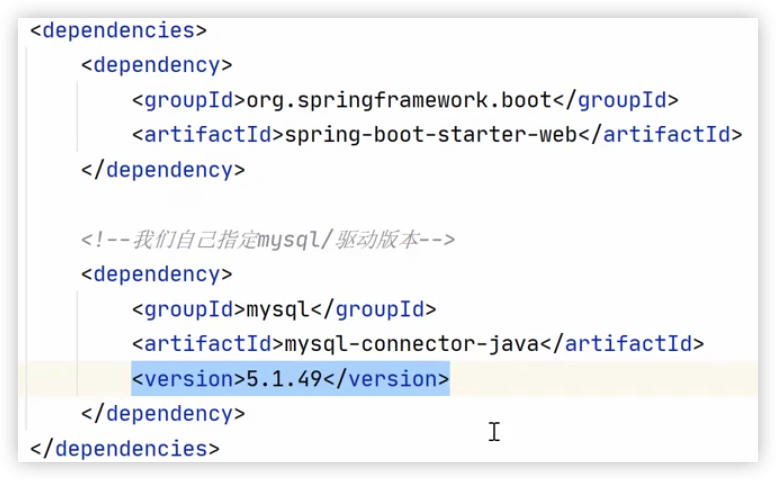 <dependencies>
<dependency>
<groupId>org.springframework.boot</groupId>
<artifactId>spring-boot-starter-web</artifactId>
</dependency>
<!--我们自己指定mysql/驱动版本-->
<dependency>
<groupId>mysql</groupId>
<artifactId>mysql-connector-java</artifactId>
<version>5.1.49</version>
</dependency>
</dependencies>